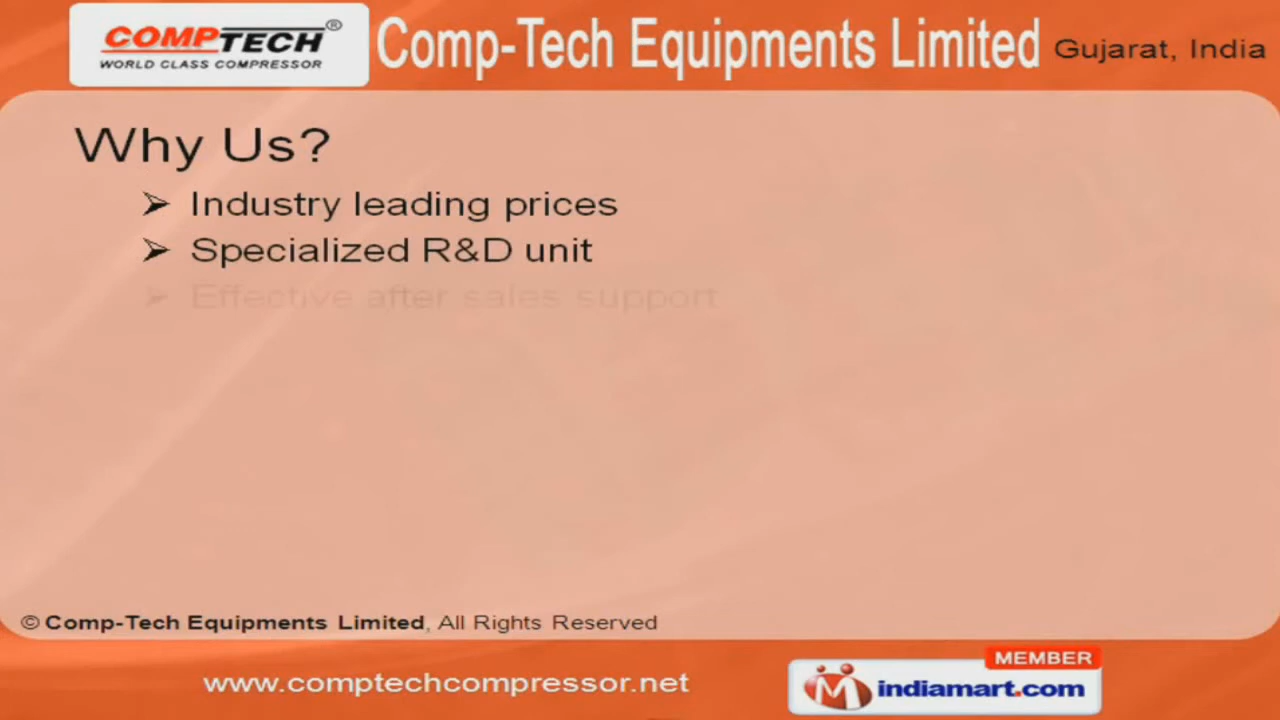 COMPTECH®
WORLD CLASS COMPRESSOR
Comp-Tech Equipments Limited
Gujarat, India
Why Us?
➢ Industry leading prices
➢ Specialized R&D unit
➢ Effective after sales support
© Comp-Tech Equipments Limited, All Rights Reserved
www.comptechcompressor.net
MEMBER
indiamart.com